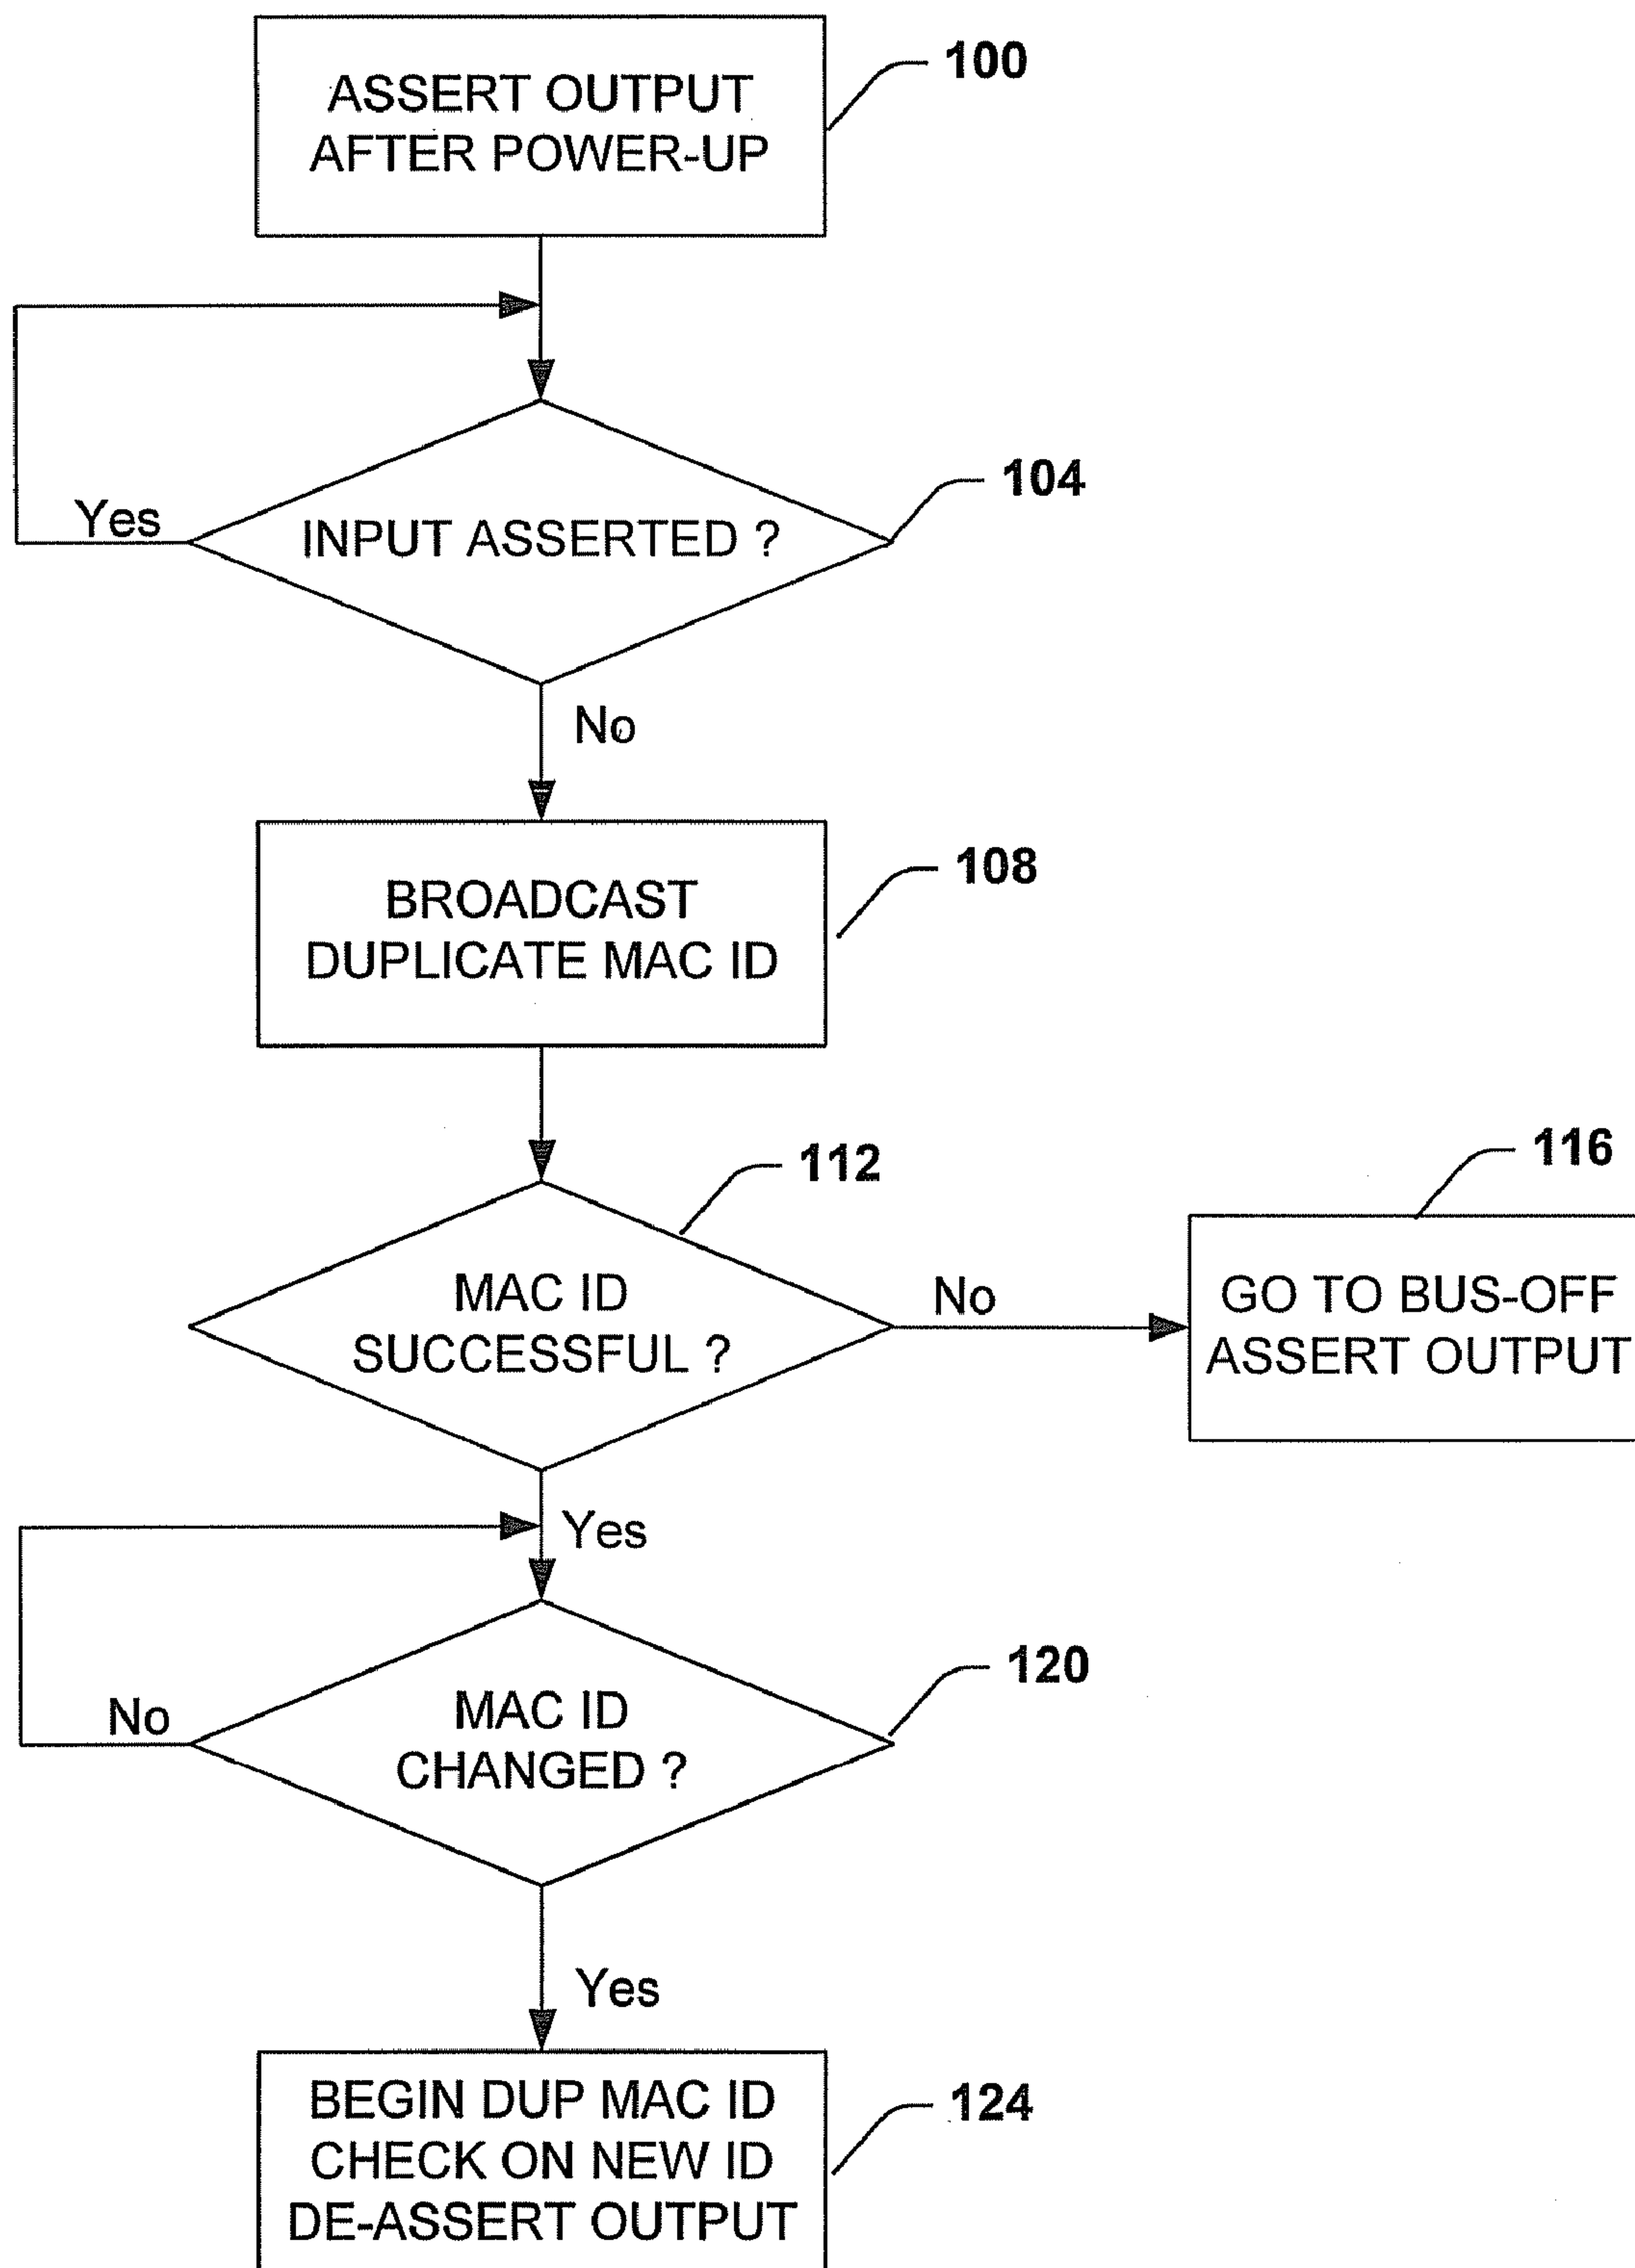 ASSERT OUTPUT
AFTER POWER-UP
100
Yes
INPUT ASSERTED ?
104
No
BROADCAST
DUPLICATE MAC ID
108
112
MAC ID
SUCCESSFUL ?
No
116
GO TO BUS-OFF
ASSERT OUTPUT
Yes
No
MAC ID
CHANGED ?
120
Yes
BEGIN DUP MAC ID
CHECK ON NEW ID
DE-ASSERT OUTPUT
124